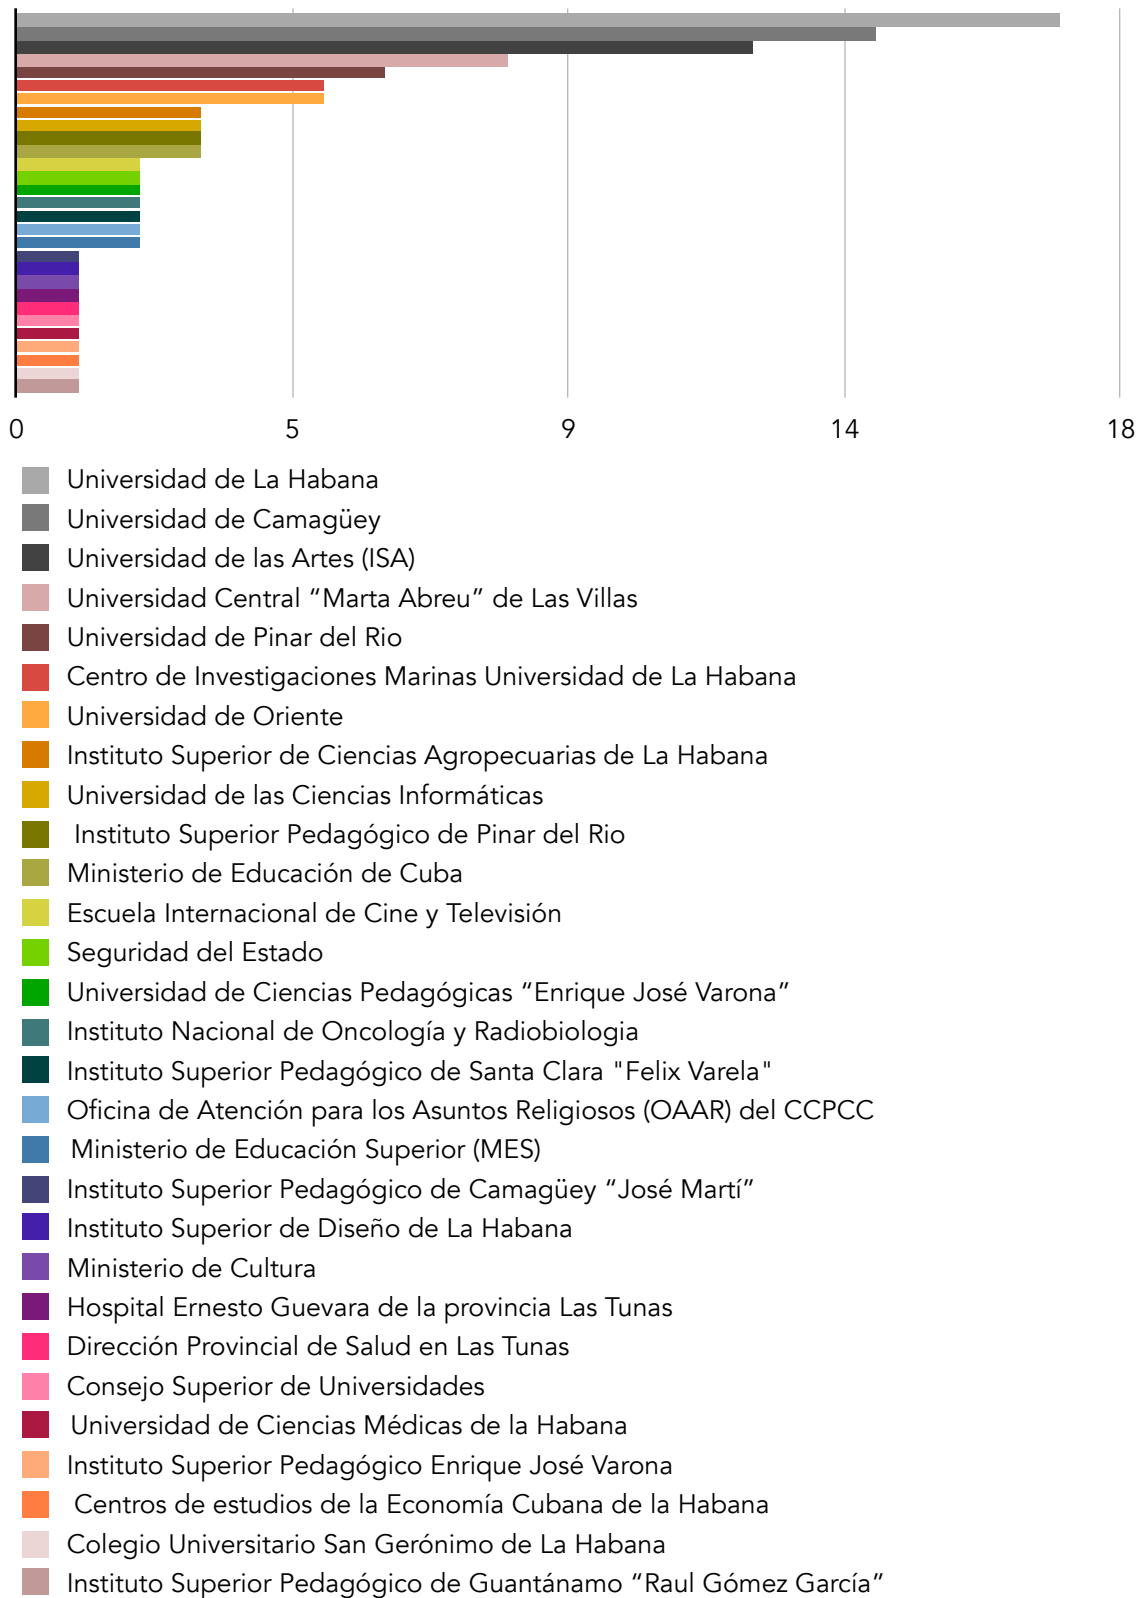 0 5 9 14 18
Universidad de La Habana
Universidad de Camagüey
Universidad de las Artes (ISA)
Universidad Central “Marta Abreu” de Las Villas
Universidad de Pinar del Rio
Centro de Investigaciones Marinas Universidad de La Habana
Universidad de Oriente
Instituto Superior de Ciencias Agropecuarias de La Habana
Universidad de las Ciencias Informáticas
Instituto Superior Pedagógico de Pinar del Rio
Ministerio de Educación de Cuba
Escuela Internacional de Cine y Televisión
Seguridad del Estado
Universidad de Ciencias Pedagógicas “Enrique José Varona”
Instituto Nacional de Oncología y Radiobiologia
Instituto Superior Pedagógico de Santa Clara "Felix Varela"
Oficina de Atención para los Asuntos Religiosos (OAAR) del CCPCC
Ministerio de Educación Superior (MES)
Instituto Superior Pedagógico de Camagüey “José Martí”
Instituto Superior de Diseño de La Habana
Ministerio de Cultura
Hospital Ernesto Guevara de la provincia Las Tunas
Dirección Provincial de Salud en Las Tunas
Consejo Superior de Universidades
Universidad de Ciencias Médicas de la Habana
Instituto Superior Pedagógico Enrique José Varona
Centros de estudios de la Economía Cubana de la Habana
Colegio Universitario San Gerónimo de La Habana
Instituto Superior Pedagógico de Guantánamo “Raul Gómez García”